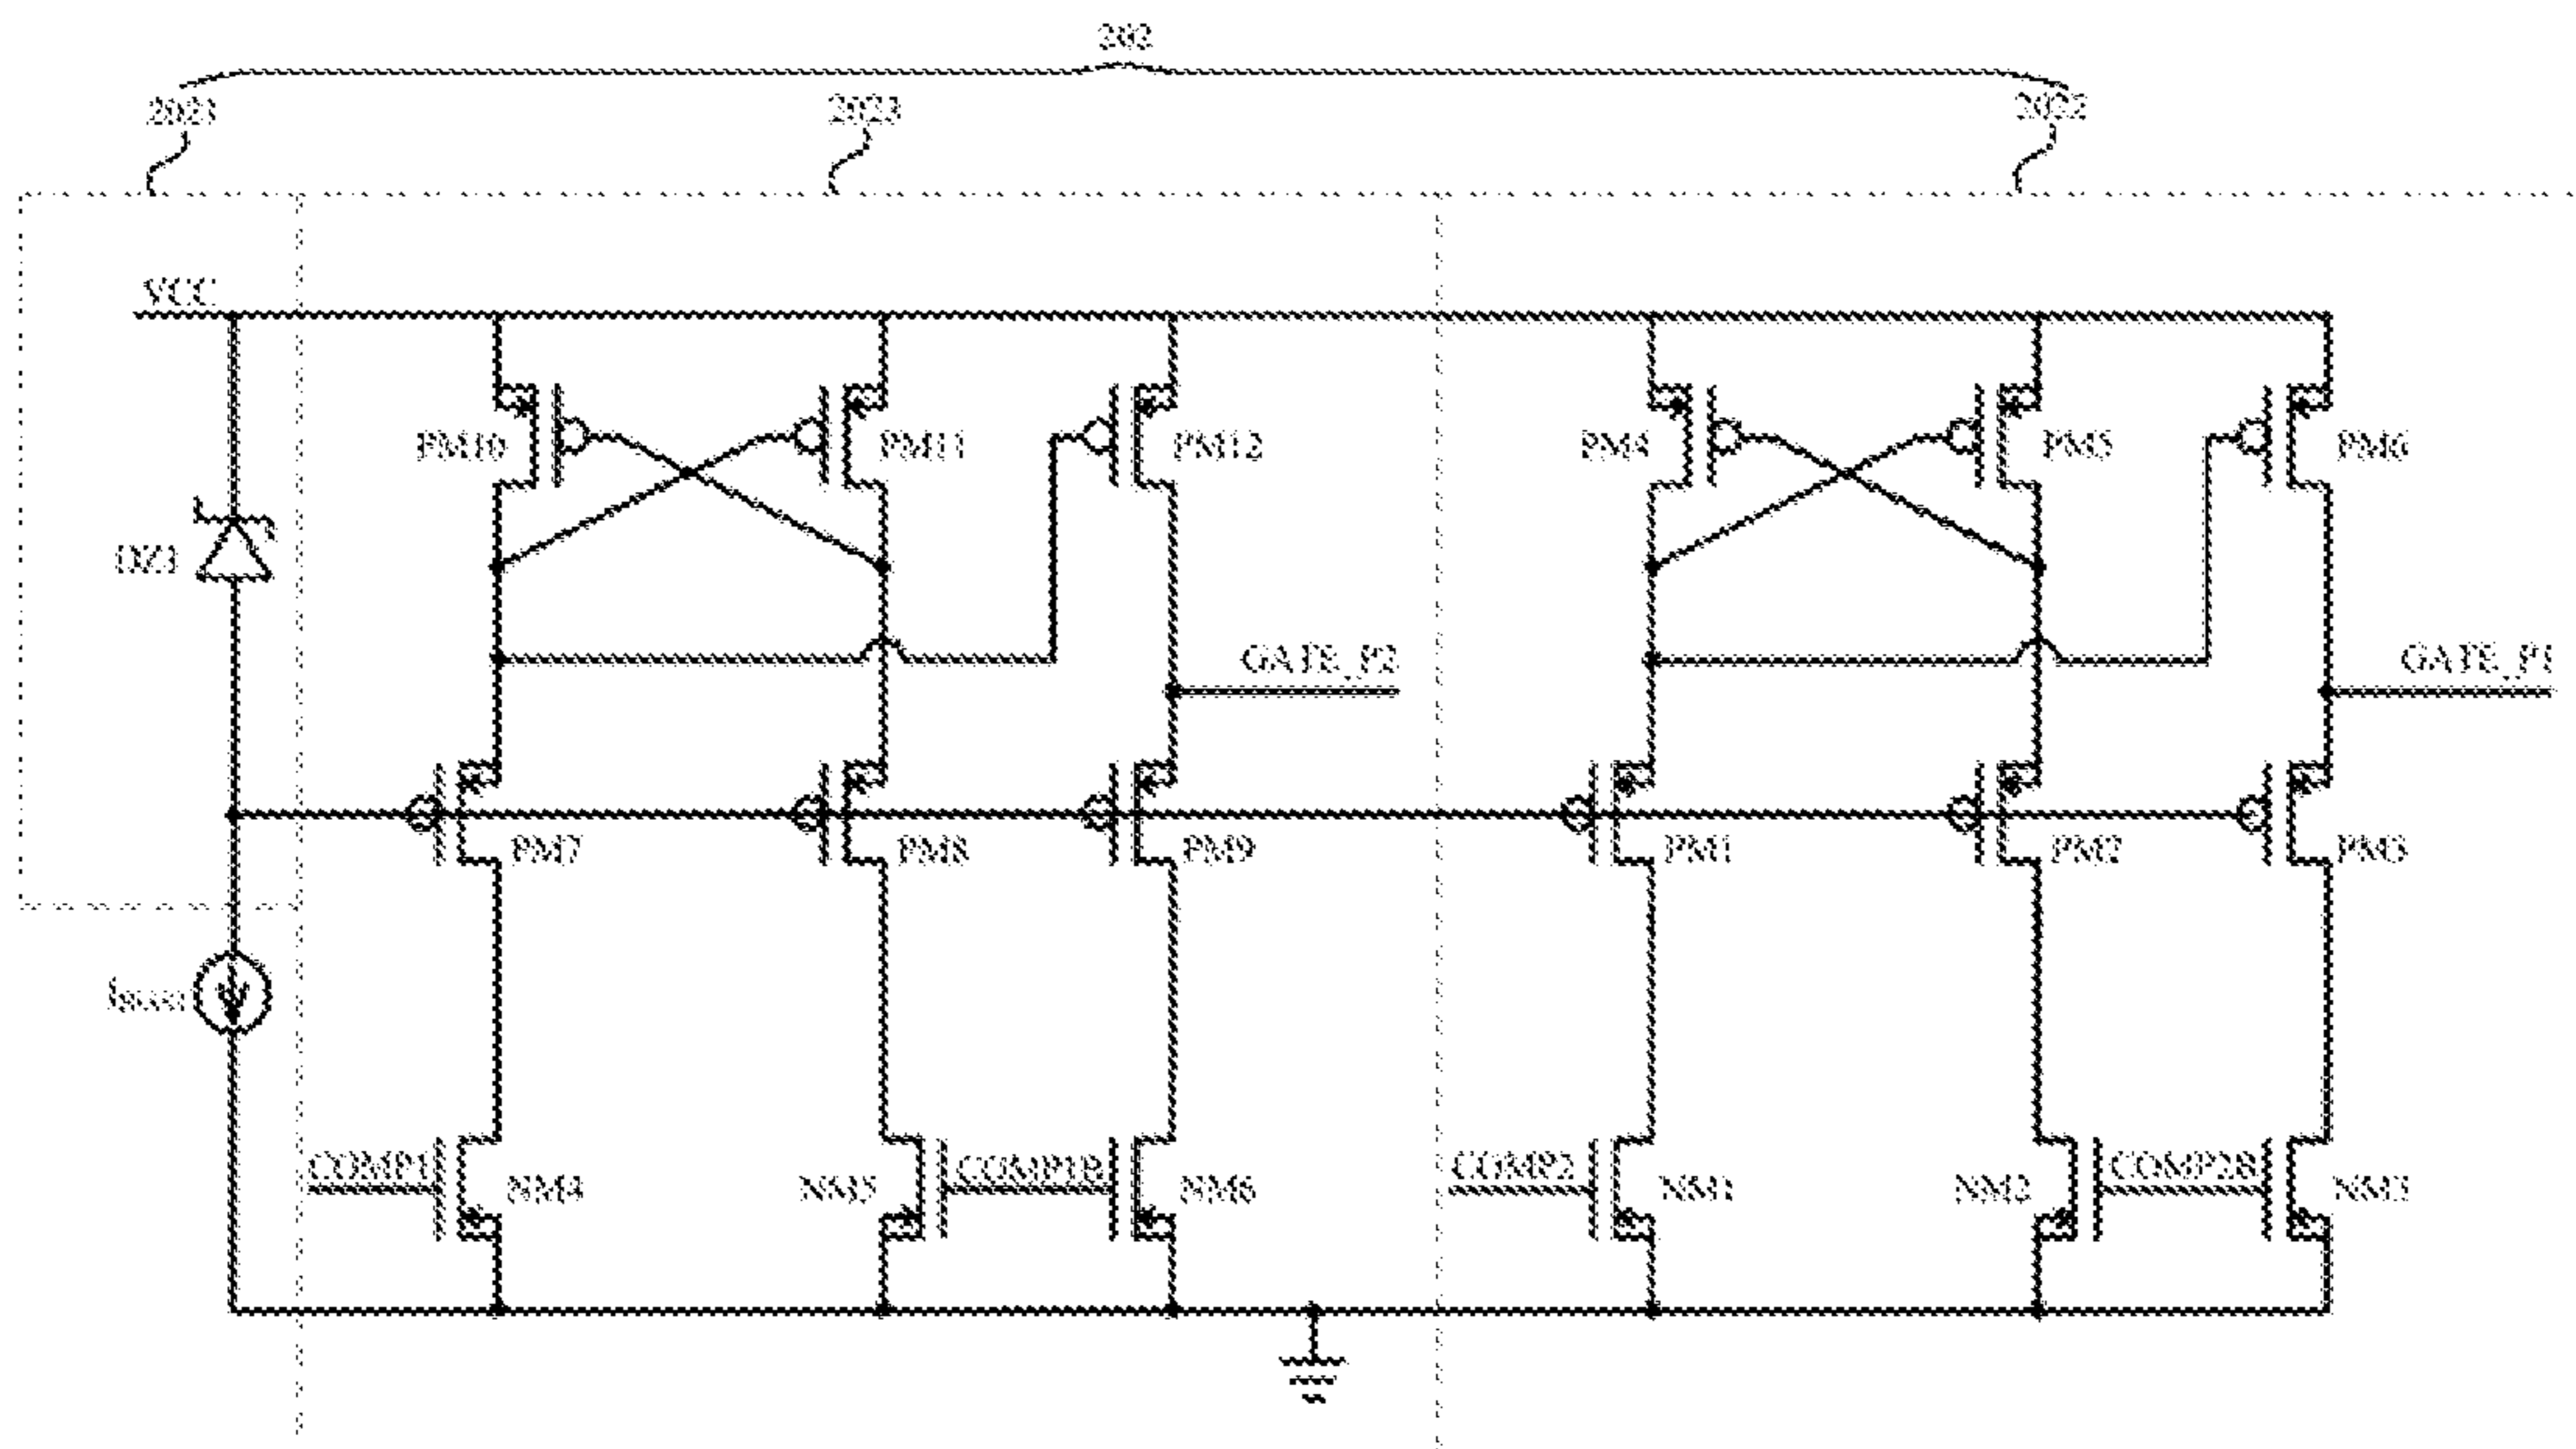 202
2021
2023
2022
VCC
PM10
PM11
PM12
PM4
PM5
PM6
DZ1
GATE_P2
GATE_P1
PM7
PM8
PM9
PM1
PM2
PM3
COMP1
NM4
NM5
COMP1B
NM6
COMP2
NM1
NM2
COMP2B
NM3